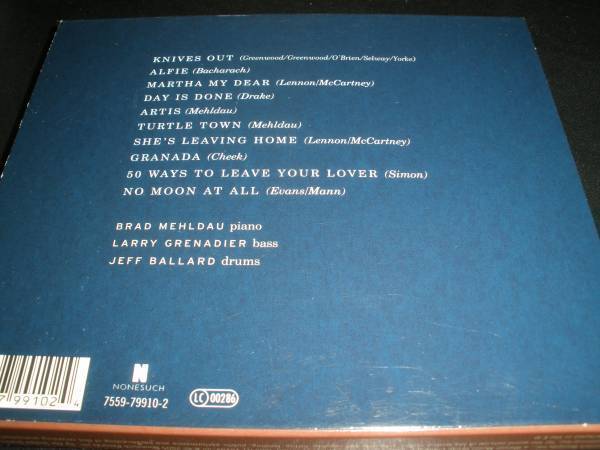 KNIVES OUT (Greenwood/Greenwood/O'Brien/Selway/Yorke)
ALFIE (Bacharach)
MARTHA MY DEAR (Lennon/McCartney)
DAY IS DONE (Drake)
ARTIS (Mehldau)
TURTLE TOWN (Mehldau)
SHE'S LEAVING HOME (Lennon/McCartney)
GRANADA (Cheek)
50 WAYS TO LEAVE YOUR LOVER (Simon)
NO MOON AT ALL (Evans/Mann)
BRAD MEHLDAU piano
LARRY GRENADIER bass
JEFF BALLARD drums
N
NONESUCH
7559-79910-2
LC 00286
799102 4